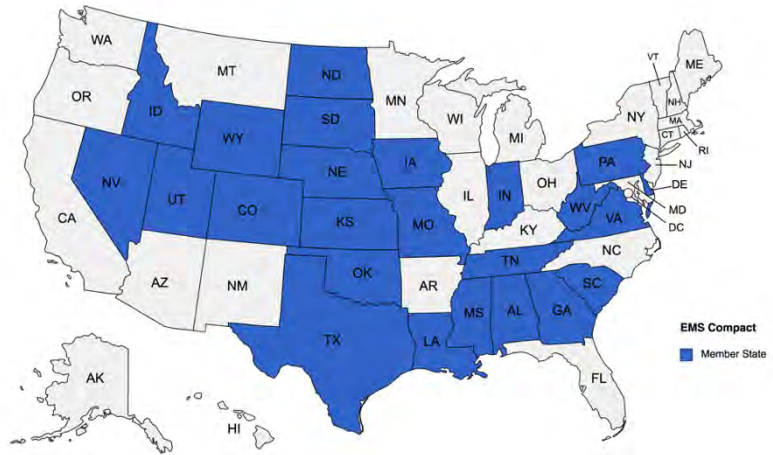 WA
MT
ND
MN
VT
ME
OR
ID
SD
WI
MI
NY
NH
MA
CT
RI
WY
IA
PA
NJ
NV
NE
IL
IN
OH
DE
UT
CO
WV
VA
MD
DC
CA
KS
MO
KY
NC
TN
AZ
NM
OK
AR
SC
MS
AL
GA
TX
LA
EMS Compact
Member State
FL
AK
HI